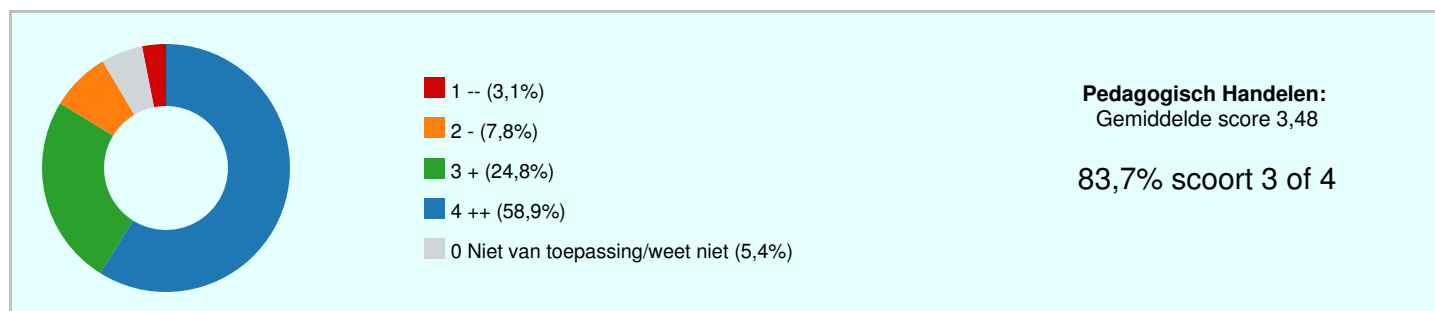 1 -- (3,1%)
2 - (7,8%)
3 + (24,8%)
4 ++ (58,9%)
0 Niet van toepassing/weet niet (5,4%)
Pedagogisch Handelen:
Gemiddelde score 3,48
83,7% scoort 3 of 4